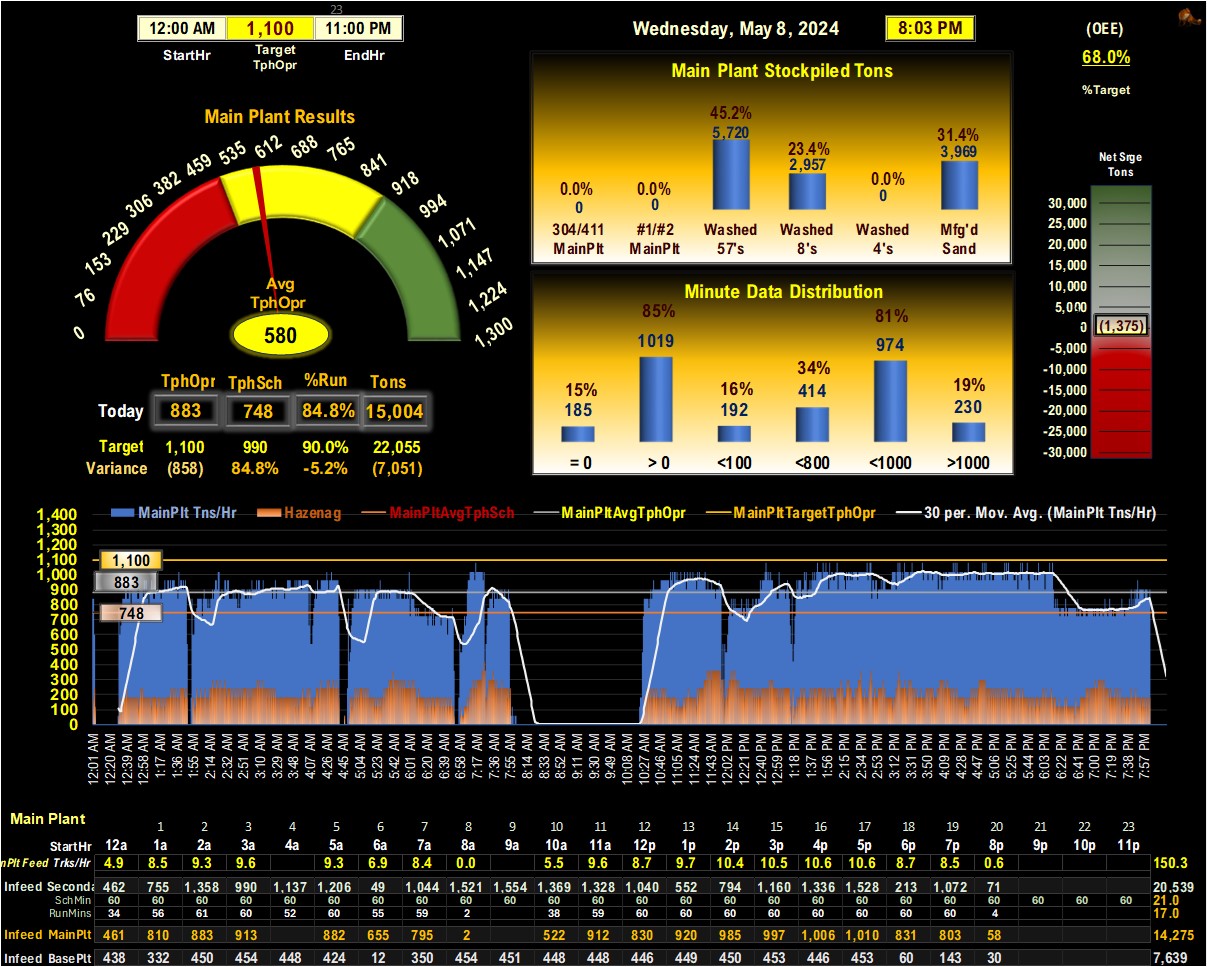 23
12:00 AM 1,100 11:00 PM
StartHr Target TphOpr EndHr
Wednesday, May 8, 2024
8:03 PM
(OEE)
68.0%
%Target
Main Plant Results
0 76 153 229 306 382 459 535 612 688 765 841 918 994 1,071 1,147 1,224 1,300
Avg
TphOpr
580
TphOpr TphSch %Run Tons
Today 883 748 84.8% 15,004
Target 1,100 990 90.0% 22,055
Variance (858) 84.8% -5.2% (7,051)
Main Plant Stockpiled Tons
0.0% 0.0% 45.2% 23.4% 0.0% 31.4%
0 0 5,720 2,957 0 3,969
304/411 #1/#2 Washed Washed Washed Mfg'd
MainPlt MainPlt 57's 8's 4's Sand
Minute Data Distribution
15% 85% 16% 34% 81% 19%
185 1019 192 414 974 230
= 0 > 0 <100 <800 <1000 >1000
Net Srge
Tons
30,000
25,000
20,000
15,000
10,000
5,000
0 (1,375)
-5,000
-10,000
-15,000
-20,000
-25,000
-30,000
MainPlt Tns/Hr Hazenag MainPltAvgTphSch MainPltAvgTphOpr MainPltTargetTphOpr 30 per. Mov. Avg. (MainPlt Tns/Hr)
1,400
1,300
1,200
1,100
1,000
900
800
700
600
500
400
300
200
100
0
1,100
883
748
12:01 AM 12:20 AM 12:39 AM 12:58 AM 1:17 AM 1:36 AM 1:55 AM 2:14 AM 2:32 AM 2:51 AM 3:10 AM 3:29 AM 3:48 AM 4:07 AM 4:26 AM 4:45 AM 5:04 AM 5:23 AM 5:42 AM 6:01 AM 6:20 AM 6:39 AM 6:58 AM 7:17 AM 7:36 AM 7:55 AM 8:14 AM 8:33 AM 8:52 AM 9:11 AM 9:30 AM 9:49 AM 10:08 AM 10:27 AM 10:46 AM 11:05 AM 11:24 AM 11:43 AM 12:02 PM 12:21 PM 12:40 PM 12:59 PM 1:18 PM 1:37 PM 1:56 PM 2:15 PM 2:34 PM 2:53 PM 3:12 PM 3:31 PM 3:50 PM 4:09 PM 4:28 PM 4:47 PM 5:06 PM 5:25 PM 5:44 PM 6:03 PM 6:22 PM 6:41 PM 7:00 PM 7:19 PM 7:38 PM 7:57 PM
Main Plant
1 2 3 4 5 6 7 8 9 10 11 12 13 14 15 16 17 18 19 20 21 22 23
StartHr 12a 1a 2a 3a 4a 5a 6a 7a 8a 9a 10a 11a 12p 1p 2p 3p 4p 5p 6p 7p 8p 9p 10p 11p
nPlt Feed Trks/Hr 4.9 8.5 9.3 9.6 9.3 6.9 8.4 0.0 5.5 9.6 8.7 9.7 10.4 10.5 10.6 10.6 8.7 8.5 0.6 150.3
Infeed Seconda 462 755 1,358 990 1,137 1,206 49 1,044 1,521 1,554 1,369 1,328 1,040 552 794 1,160 1,336 1,528 213 1,072 71 20,539
SchMin 60 60 60 60 60 60 60 60 60 60 60 60 60 60 60 60 60 60 60 60 60 60 60 60 21.0
RunMins 34 56 61 60 52 60 55 59 2 38 59 60 60 60 60 60 60 60 60 4 17.0
Infeed MainPlt 461 810 883 913 882 655 795 2 522 912 830 920 985 997 1,006 1,010 831 803 58 14,275
Infeed BasePlt 438 332 450 454 448 424 12 350 454 451 448 448 446 449 450 453 446 453 60 143 30 7,639